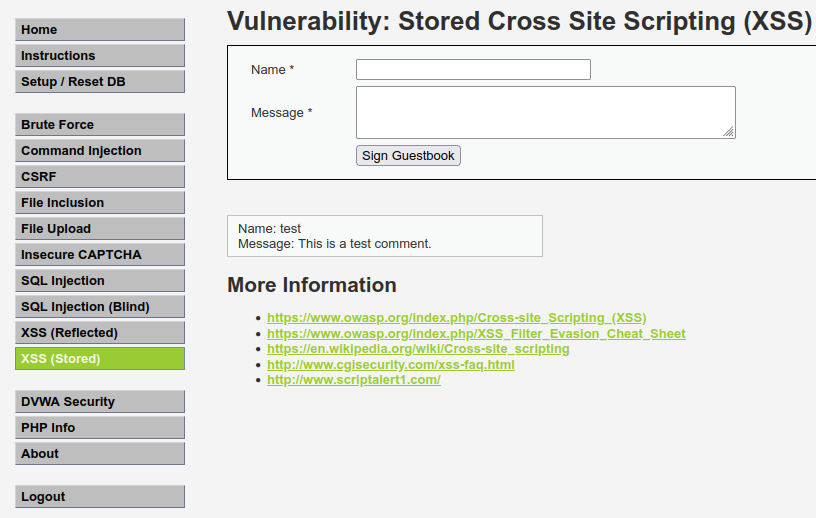 Home
Instructions
Setup / Reset DB
Brute Force
Command Injection
CSRF
File Inclusion
File Upload
Insecure CAPTCHA
SQL Injection
SQL Injection (Blind)
XSS (Reflected)
XSS (Stored)
DVWA Security
PHP Info
About
Logout
Vulnerability: Stored Cross Site Scripting (XSS)
Name *
Message *
Sign Guestbook
Name: test
Message: This is a test comment.
More Information
https://www.owasp.org/index.php/Cross-site_Scripting_(XSS)
https://www.owasp.org/index.php/XSS_Filter_Evasion_Cheat_Sheet
https://en.wikipedia.org/wiki/Cross-site_scripting
http://www.cgisecurity.com/xss-faq.html
http://www.scriptalert1.com/